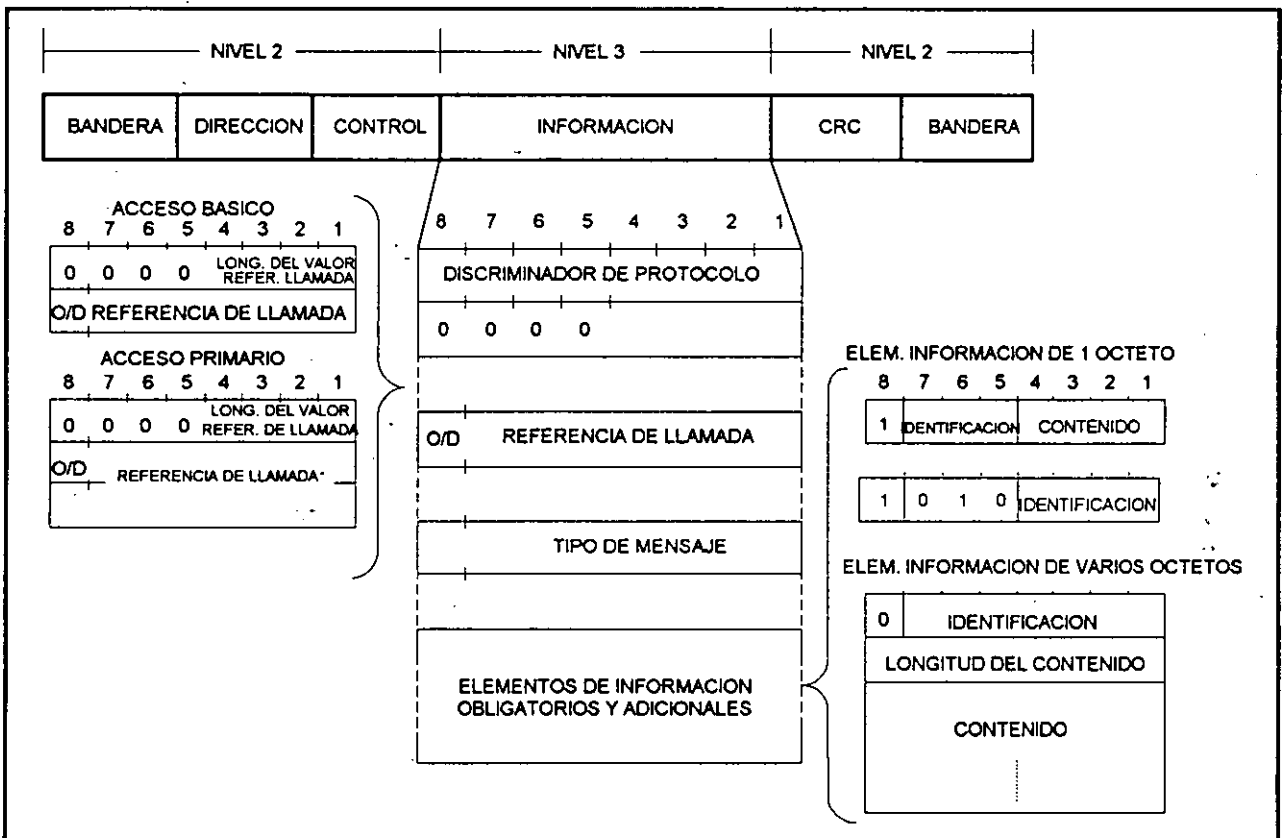 NIVEL 2 NIVEL 3 NIVEL 2
BANDERA DIRECCION CONTROL INFORMACION CRC BANDERA
ACCESO BASICO
8 7 6 5 4 3 2 1
0 0 0 0 LONG. DEL VALOR
REFER. LLAMADA
O/D REFERENCIA DE LLAMADA
ACCESO PRIMARIO
8 7 6 5 4 3 2 1
0 0 0 0 LONG. DEL VALOR
REFER. DE LLAMADA
O/D REFERENCIA DE LLAMADA
8 7 6 5 4 3 2 1
DISCRIMINADOR DE PROTOCOLO
0 0 0 0
O/D REFERENCIA DE LLAMADA
TIPO DE MENSAJE
ELEMENTOS DE INFORMACION
OBLIGATORIOS Y ADICIONALES
ELEM. INFORMACION DE 1 OCTETO
8 7 6 5 4 3 2 1
1 IDENTIFICACION CONTENIDO
1 0 1 0 IDENTIFICACION
ELEM. INFORMACION DE VARIOS OCTETOS
0 IDENTIFICACION
LONGITUD DEL CONTENIDO
CONTENIDO